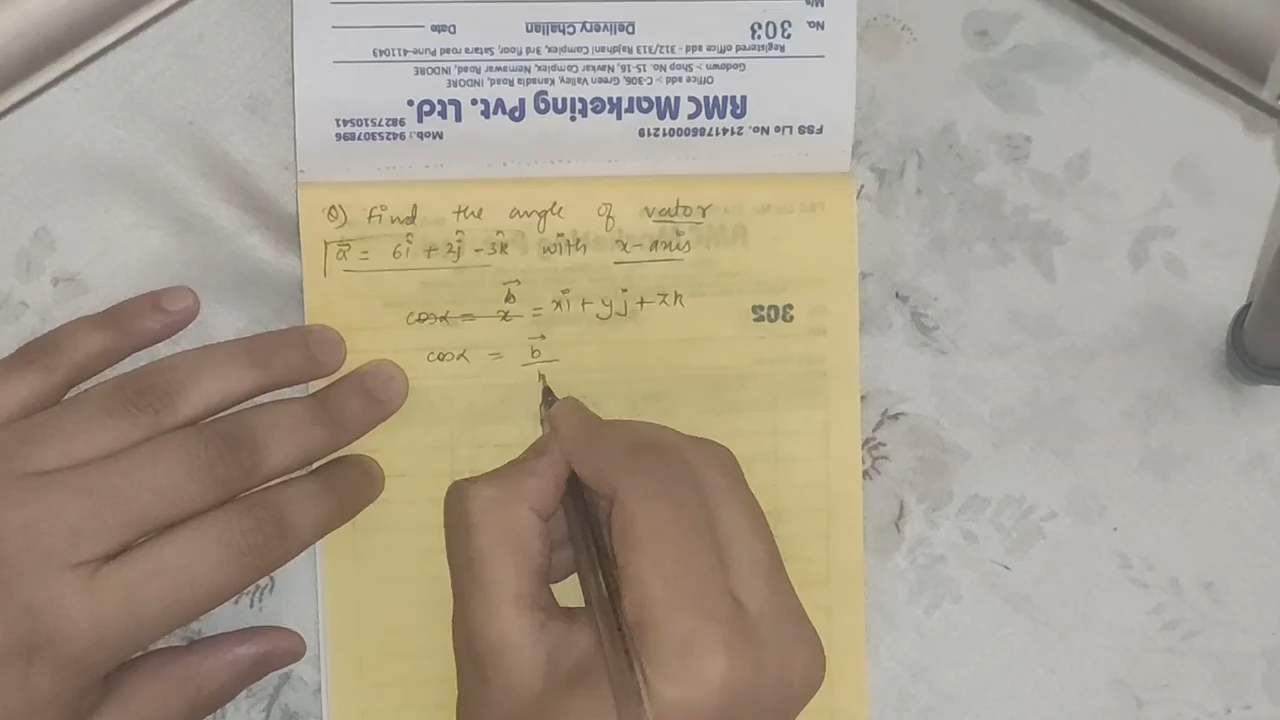 No. 303
Delivery Challan
Date
Registered office add - 312/313 Rajdhani Complex, 3rd floor, Satara road Pune-411043
Godown :- Shop No. 15-16, Navkar Complex, Nemawar Road, INDORE
Office add :- C-306, Green Valley, Kanadia Road, INDORE
RMC Marketing Pvt. Ltd.
9827510541
FSS Lic No.
Mob.: 9425307896
Q) Find the angle of vator
a⃗ = 6î + 2ĵ - 3k̂ with x-axis
b⃗ = xî + yĵ + zk
cosα = x
cosα = b⃗
302